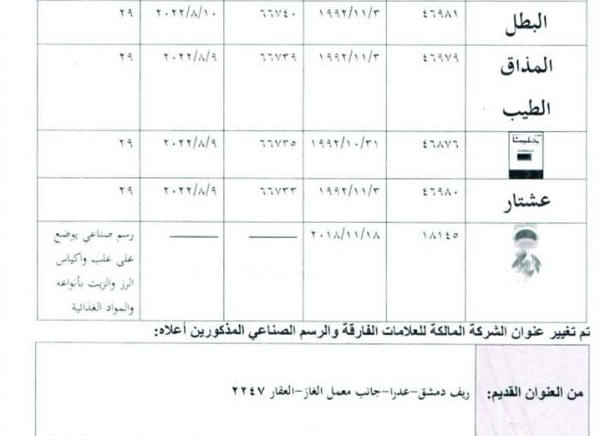 البطل ٤٦٩٨١ ١٩٩٢/١١/٣ ٦٦٧٤٠ ٢٠٢٢/٨/١٠ ٢٩
المذاق ٤٦٩٧٩ ١٩٩٢/١١/٣ ٦٦٧٣٩ ٢٠٢٢/٨/٩ ٢٩
الطيب
٤٦٨٧٦ ١٩٩٢/١٠/٣١ ٦٦٧٣٥ ٢٠٢٢/٨/٩ ٢٩
عشتار ٤٦٩٨٠ ١٩٩٢/١١/٣ ٦٦٧٣٣ ٢٠٢٢/٨/٩ ٢٩
١٨١٤٥ ٢٠١٨/١١/١٨ رسم صناعي يوضع
على علب واكياس
الرز والزيت بأنواعه
والمواد الغذائية
تم تغيير عنوان الشركة المالكة للعلامات الفارقة والرسم الصناعي المذكورين أعلاه:
من العنوان القديم: ريف دمشق-عدرا-جانب معمل الغاز-العقار ٢٢٤٧